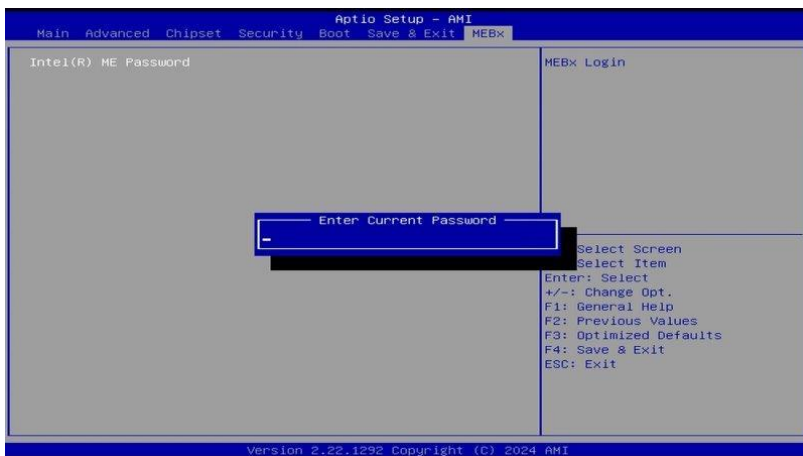 Aptio Setup - AMI
Main Advanced Chipset Security Boot Save & Exit MEBx
Intel(R) ME Password
MEBx Login
Enter Current Password
Select Screen
Select Item
Enter: Select
+/-: Change Opt.
F1: General Help
F2: Previous Values
F3: Optimized Defaults
F4: Save & Exit
ESC: Exit
Version 2.22.1292 Copyright (C) 2024 AMI